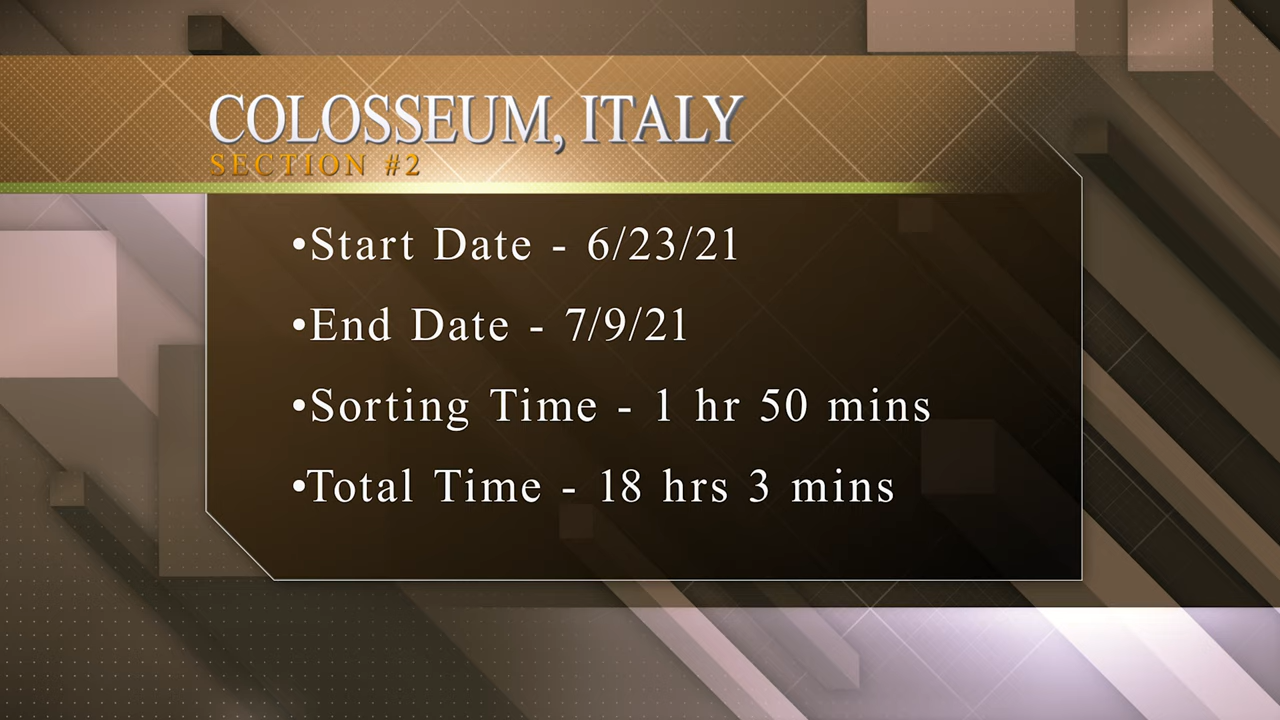 COLOSSEUM, ITALY
SECTION #2
•Start Date - 6/23/21
•End Date - 7/9/21
•Sorting Time - 1 hr 50 mins
•Total Time - 18 hrs 3 mins